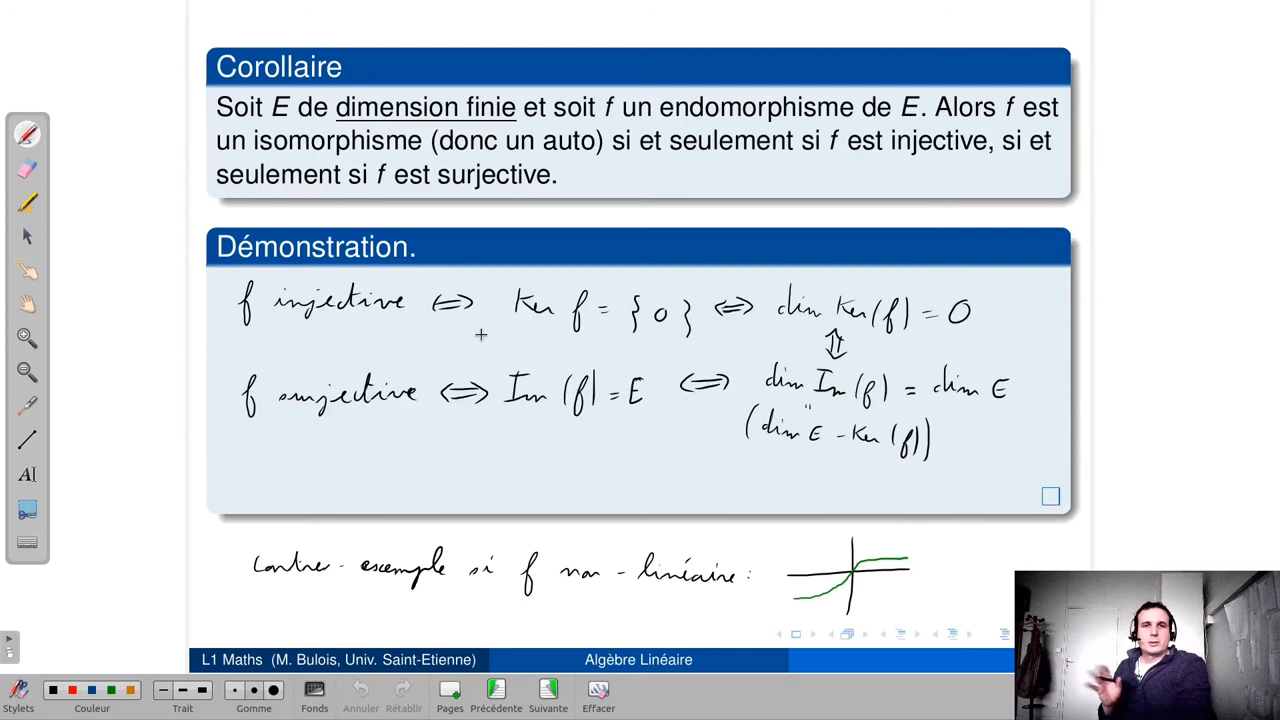 Corollaire
Soit E de dimension finie et soit f un endomorphisme de E. Alors f est
un isomorphisme (donc un auto) si et seulement si f est injective, si et
seulement si f est surjective.
Démonstration.
f injective ⇔ Ker f = { 0 } ⇔ dim Ker(f) = 0
⇕
f surjective ⇔ Im (f) = E ⇔ dim Im (f) = dim E
"
(dim E - Ker (f))
contre-exemple si f non-linéaire :
L1 Maths (M. Bulois, Univ. Saint-Etienne) Algèbre Linéaire
Stylets Couleur Trait Gomme Fonds Annuler Rétablir Pages Précédente Suivante Effacer